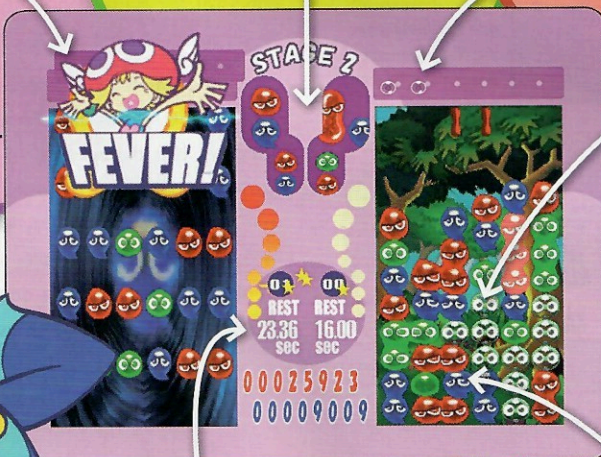 STAGE 2
FEVER!
REST REST
23.36 16.00
sec sec
00025923
00009009